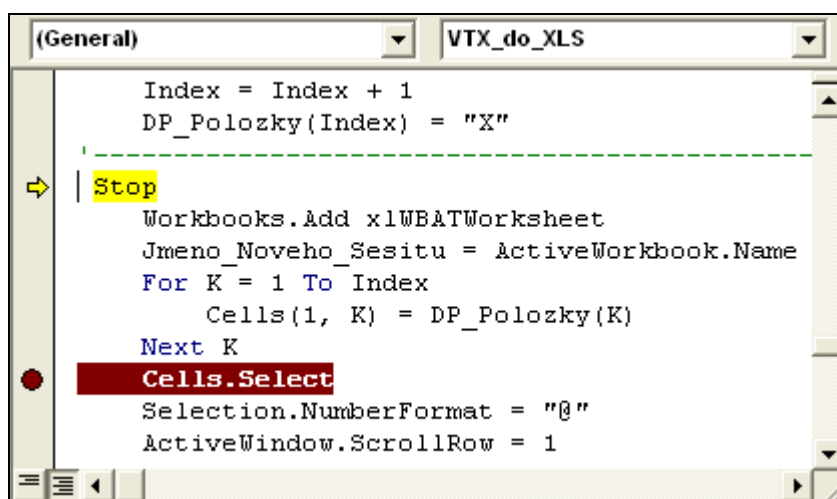 (General) VTX_do_XLS
Index = Index + 1
DP_Polozky(Index) = "X"
'---------------------------------------------
Stop
Workbooks.Add xlWBATWorksheet
Jmeno_Noveho_Sesitu = ActiveWorkbook.Name
For K = 1 To Index
Cells(1, K) = DP_Polozky(K)
Next K
Cells.Select
Selection.NumberFormat = "@"
ActiveWindow.ScrollRow = 1